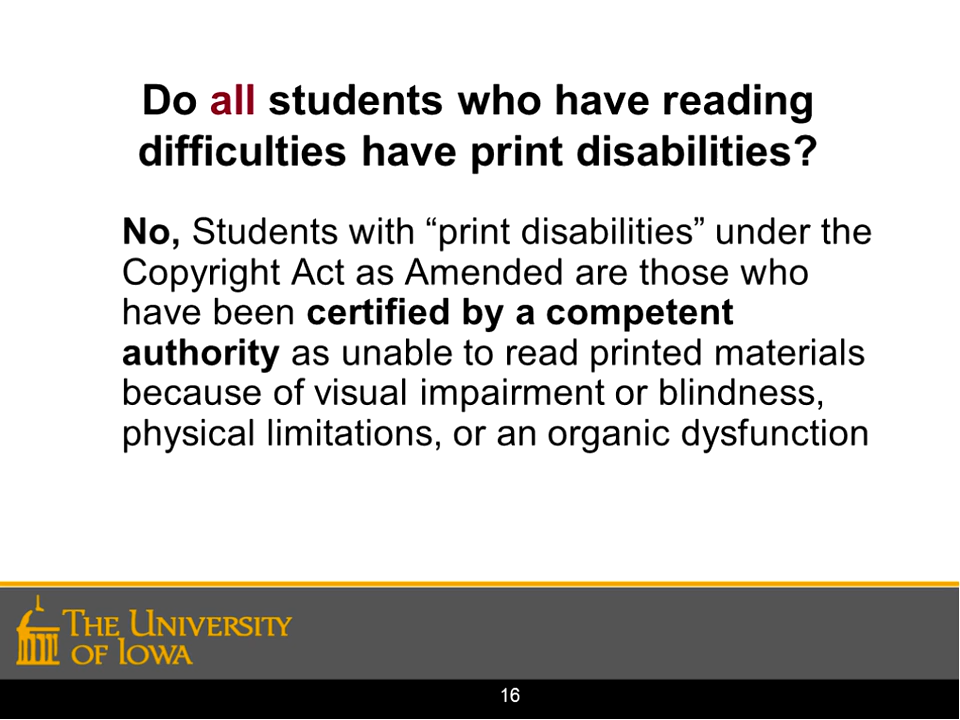 Do all students who have reading
difficulties have print disabilities?
No, Students with “print disabilities” under the
Copyright Act as Amended are those who
have been certified by a competent
authority as unable to read printed materials
because of visual impairment or blindness,
physical limitations, or an organic dysfunction
THE UNIVERSITY
OF IOWA
16